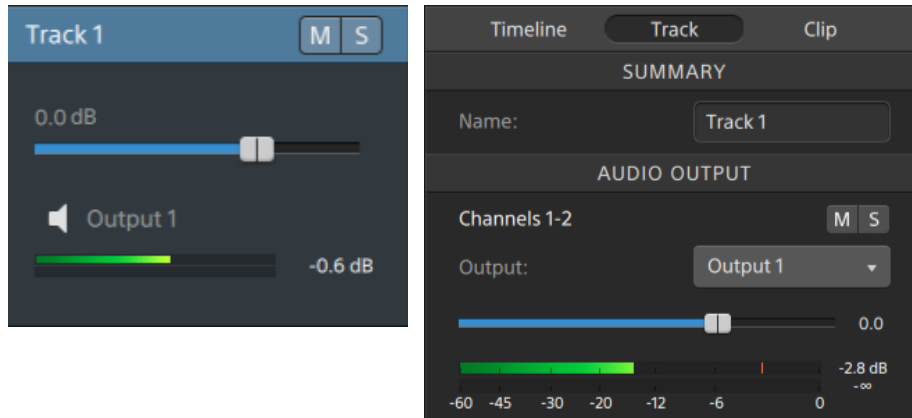 Track 1 M S
0.0 dB
Output 1
-0.6 dB
Timeline Track Clip
SUMMARY
Name: Track 1
AUDIO OUTPUT
Channels 1-2 M S
Output: Output 1
0.0
-2.8 dB
-∞
-60 -45 -30 -20 -12 -6 0